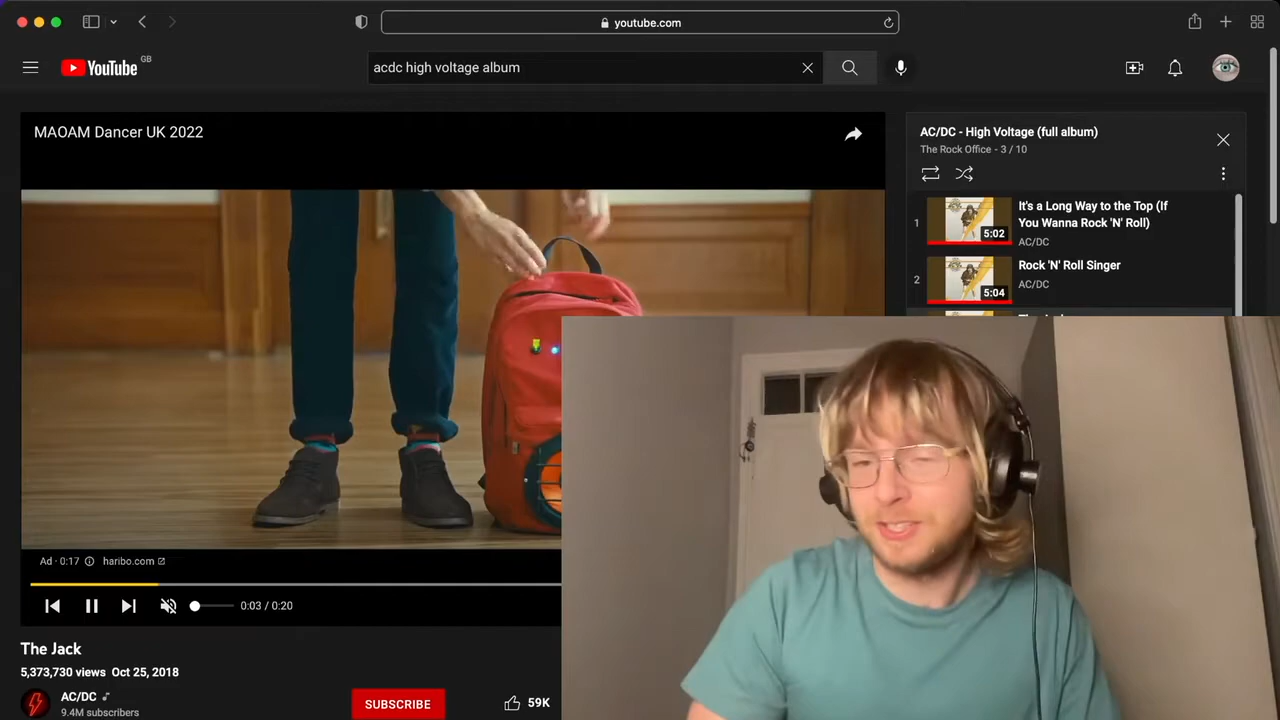 youtube.com
YouTube GB
acdc high voltage album
MAOAM Dancer UK 2022
AC/DC - High Voltage (full album)
The Rock Office - 3 / 10
1
It's a Long Way to the Top (If
You Wanna Rock 'N' Roll)
5:02
AC/DC
2
Rock 'N' Roll Singer
AC/DC
5:04
Ad · 0:17
haribo.com
0:03 / 0:20
The Jack
5,373,730 views Oct 25, 2018
AC/DC
9.4M subscribers
SUBSCRIBE
59K